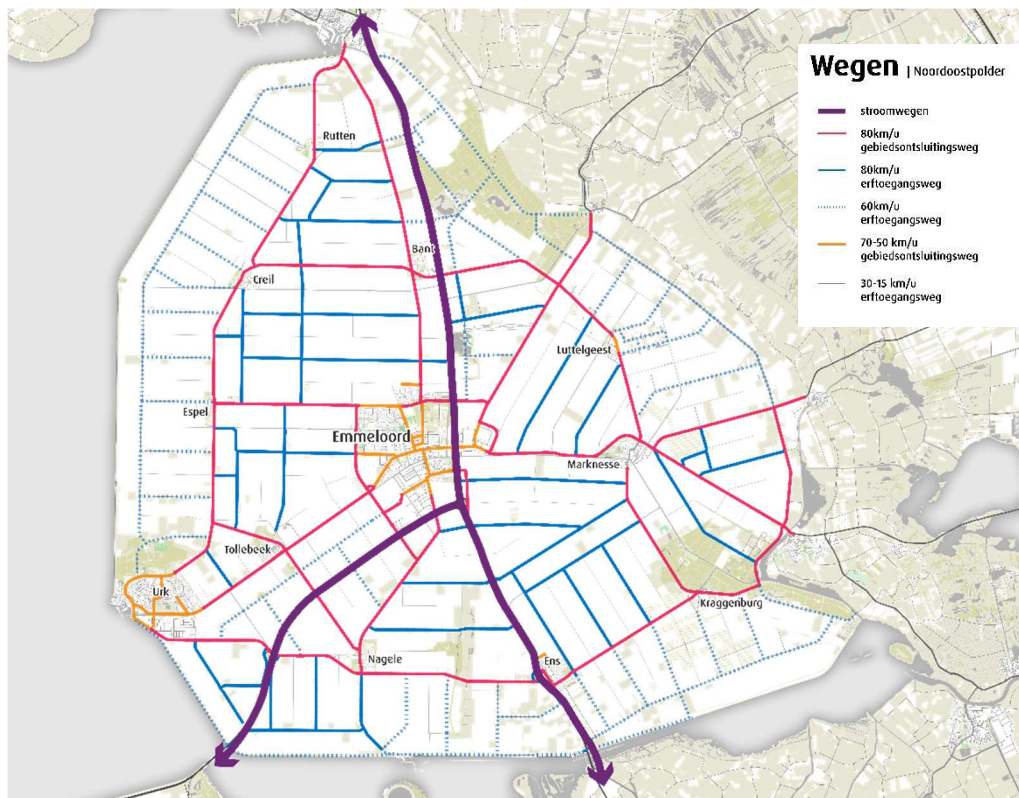 Wegen | Noordoostpolder
stroomwegen
80km/u
gebiedsontsluitingsweg
80km/u
erftoegangsweg
60km/u
erftoegangsweg
70-50 km/u
gebiedsontsluitingsweg
30-15 km/u
erftoegangsweg
Rutten
Bant
Creil
Luttelgeest
Espel
Emmeloord
Marknesse
Tollebeek
Urk
Kraggenburg
Nagele
Ens